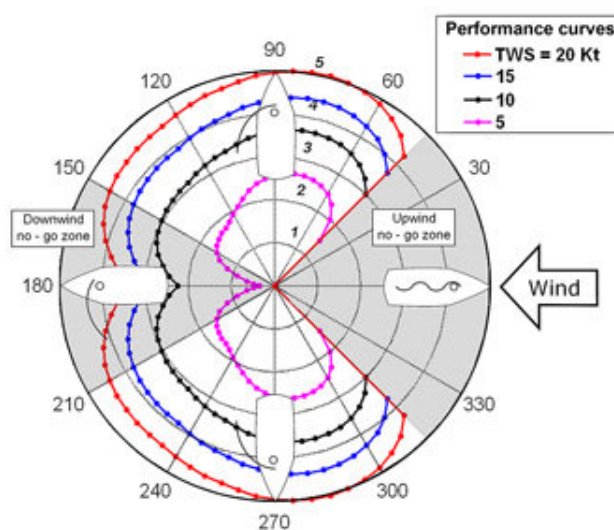 Performance curves
TWS = 20 Kt
15
10
5
90
120
60
5
4
150
3
30
2
Downwind
no - go zone
1
Upwind
no - go zone
180
Wind
210
330
240
300
270